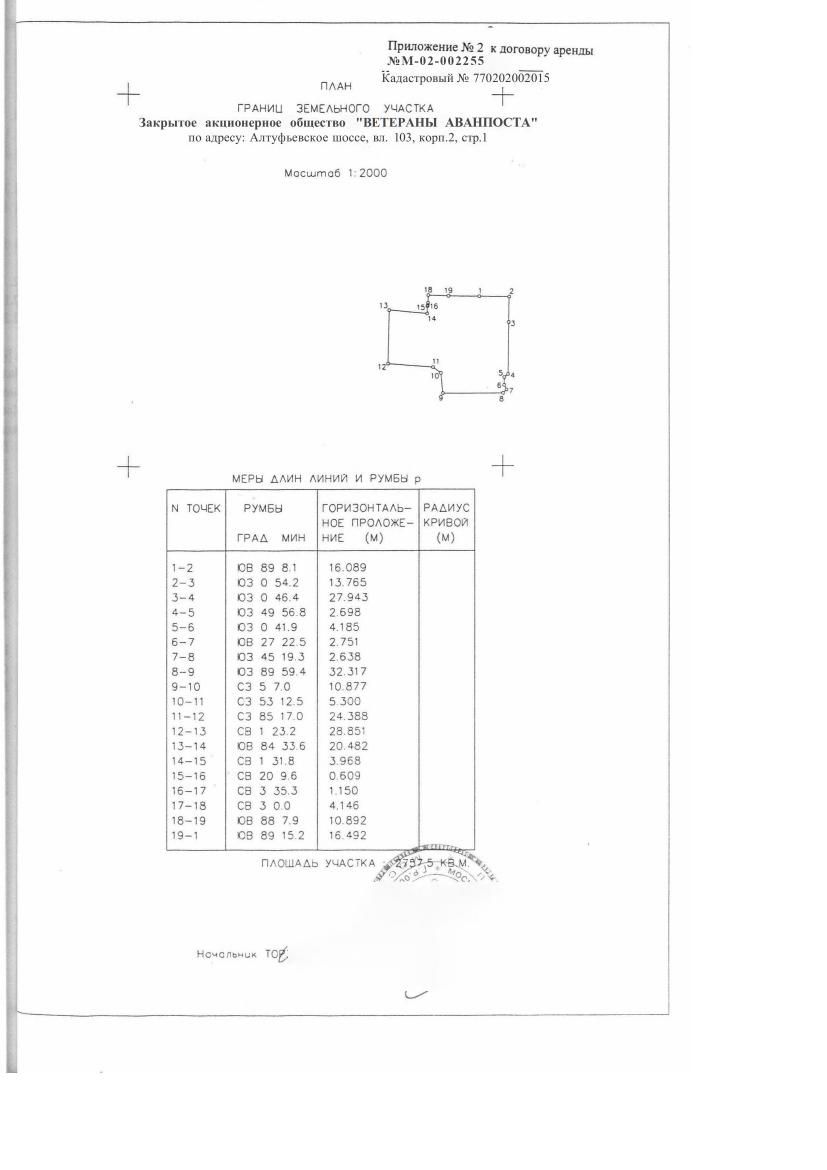 Приложение № 2 к договору аренды
№М-02-002255
Кадастровый № 770202002015
ПЛАН
ГРАНИЦ ЗЕМЕЛЬНОГО УЧАСТКА
Закрытое акционерное общество "ВЕТЕРАНЫ АВАНПОСТА"
по адресу: Алтуфьевское шоссе, вл. 103, корп.2, стр.1
Масштаб 1:2000
18 19 1 2
13 15 16
14 3
12 11
10 5 4
6 7
9 8
МЕРЫ ДЛИН ЛИНИЙ И РУМБЫ р
N ТОЧЕК РУМБЫ ГОРИЗОНТАЛЬ- РАДИУС
НОЕ ПРОЛОЖЕ- КРИВОЙ
ГРАД МИН НИЕ (М) (М)
1-2 ЮВ 89 8.1 16.089
2-3 ЮЗ 0 54.2 13.765
3-4 ЮЗ 0 46.4 27.943
4-5 ЮЗ 49 56.8 2.698
5-6 ЮЗ 0 41.9 4.185
6-7 ЮВ 27 22.5 2.751
7-8 ЮЗ 45 19.3 2.638
8-9 ЮЗ 89 59.4 32.317
9-10 СЗ 5 7.0 10.877
10-11 СЗ 53 12.5 5.300
11-12 СЗ 85 17.0 24.388
12-13 СВ 1 23.2 28.851
13-14 ЮВ 84 33.6 20.482
14-15 СВ 1 31.8 3.968
15-16 СВ 20 9.6 0.609
16-17 СВ 3 35.3 1.150
17-18 СВ 3 0.0 4.146
18-19 ЮВ 88 7.9 10.892
19-1 ЮВ 89 15.2 16.492
ПЛОЩАДЬ УЧАСТКА : КВ.М.
Начальник